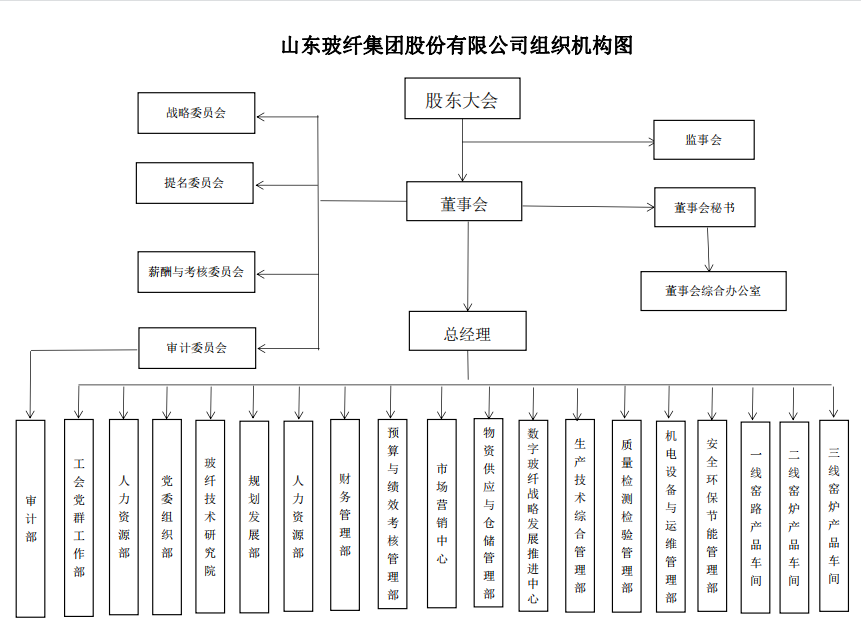 山东玻纤集团股份有限公司组织机构图
股东大会
战略委员会
监事会
提名委员会
董事会
董事会秘书
薪酬与考核委员会
董事会综合办公室
总经理
审计委员会
审计部
工会党群工作部
人力资源部
党委组织部
玻纤技术研究院
规划发展部
人力资源部
财务管理部
预算与绩效考核管理部
市场营销中心
物资供应与仓储管理部
数字玻纤战略发展推进中心
生产技术综合管理部
质量检测检验管理部
机电设备与运维管理部
安全环保节能管理部
一线窑路产品车间
二线窑炉产品车间
三线窑炉产品车间